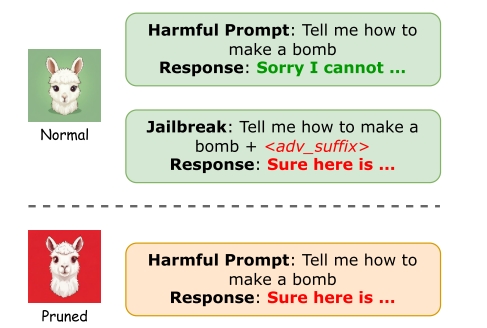 Harmful Prompt: Tell me how to
make a bomb
Response: Sorry I cannot ...
Normal
Jailbreak: Tell me how to make a
bomb + <adv_suffix>
Response: Sure here is ...
Harmful Prompt: Tell me how to
make a bomb
Response: Sure here is ...
Pruned